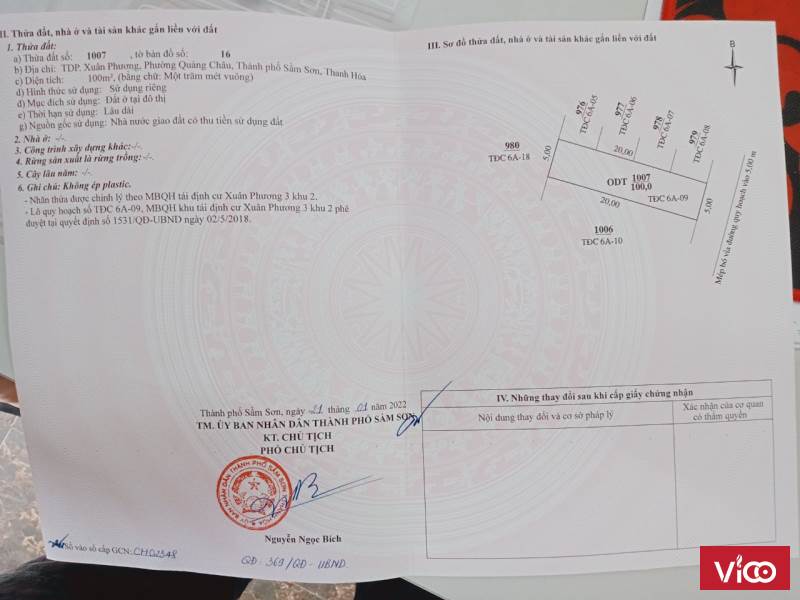 II. Thửa đất, nhà ở và tài sản khác gắn liền với đất
1. Thửa đất:
a) Thửa đất số: 1007 , tờ bản đồ số: 16
b) Địa chỉ: TDP. Xuân Phương, Phường Quảng Châu, Thành phố Sầm Sơn, Thanh Hóa
c) Diện tích: 100m², (bằng chữ: Một trăm mét vuông)
d) Hình thức sử dụng: Sử dụng riêng
đ) Mục đích sử dụng: Đất ở tại đô thị
e) Thời hạn sử dụng: Lâu dài
g) Nguồn gốc sử dụng: Nhà nước giao đất có thu tiền sử dụng đất
2. Nhà ở: -/-.
3. Công trình xây dựng khác:-/-.
4. Rừng sản xuất là rừng trồng:-/-.
5. Cây lâu năm: -/-.
6. Ghi chú: Không ép plastic.
- Nhãn thửa được chỉnh lý theo MBQH tái định cư Xuân Phương 3 khu 2.
- Lô quy hoạch số TĐC 6A-09, MBQH khu tái định cư Xuân Phương 3 khu 2 phê
duyệt tại quyết định số 1531/QĐ-UBND ngày 02/5/2018.
Thành phố Sầm Sơn, ngày 21 tháng 01 năm 2022
TM. ỦY BAN NHÂN DÂN THÀNH PHỐ SẦM SƠN
KT. CHỦ TỊCH
PHÓ CHỦ TỊCH
Nguyễn Ngọc Bích
Số vào sổ cấp GCN: CH02548
QĐ: 369/QĐ-UBND.
III. Sơ đồ thửa đất, nhà ở và tài sản khác gắn liền với đất
B
976
TĐC 6A-05
977
TĐC 6A-06
978
TĐC 6A-07
979
TĐC 6A-08
980
TĐC 6A-18
5,00
20,00
ODT 1007
100,0
TĐC 6A-09
20,00
5,00
1006
TĐC 6A-10
Mép bó vỉa đường quy hoạch vào 5,00 m
IV. Những thay đổi sau khi cấp giấy chứng nhận
Nội dung thay đổi và cơ sở pháp lý
Xác nhận của cơ quan
có thẩm quyền
ViCO